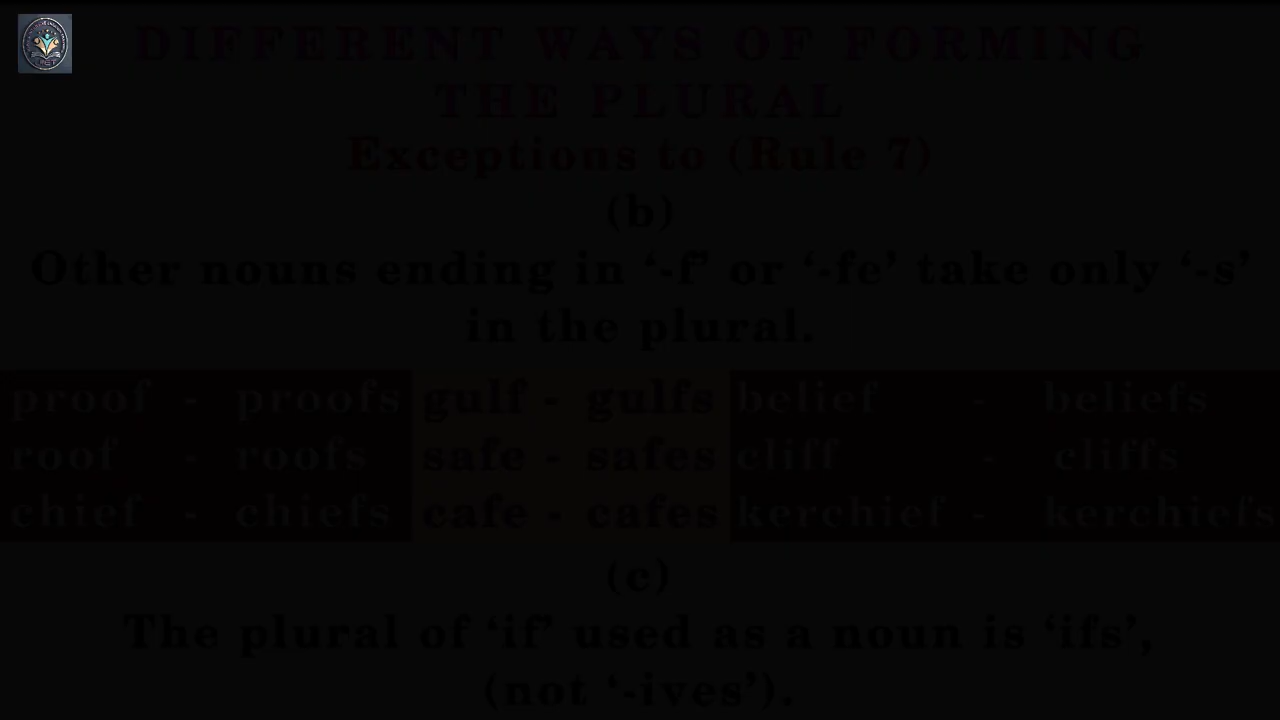 DIFFERENT WAYS OF FORMING
THE PLURAL
Exceptions to (Rule 7)
(b)
Other nouns ending in ‘-f’ or ‘-fe’ take only ‘-s’
in the plural.
proof - proofs gulf - gulfs belief - beliefs
roof - roofs safe - safes cliff - cliffs
chief - chiefs cafe - cafes kerchief - kerchiefs
(c)
The plural of ‘if’ used as a noun is ‘ifs’,
(not ‘-ives’).